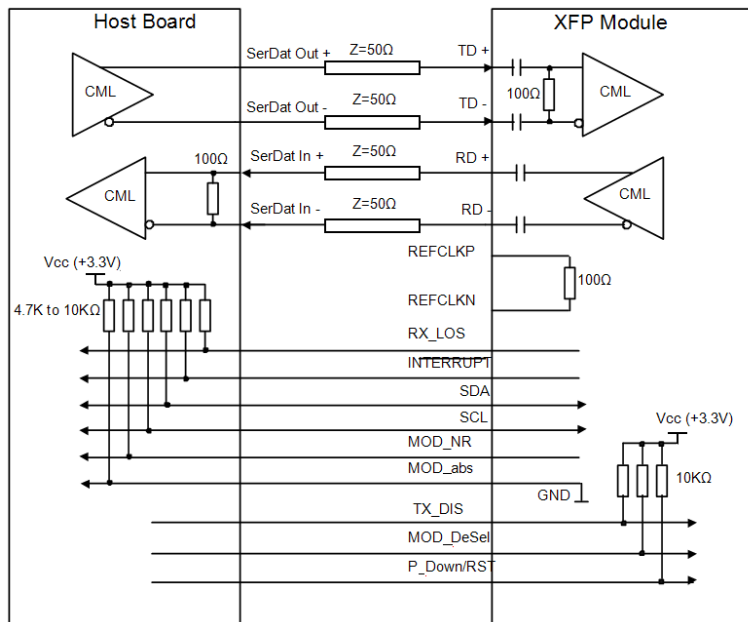 Host Board
XFP Module
SerDat Out +
Z=50Ω
TD +
CML
100Ω
CML
SerDat Out -
Z=50Ω
TD -
SerDat In +
Z=50Ω
RD +
100Ω
CML
CML
SerDat In -
Z=50Ω
RD -
REFCLKP
Vcc (+3.3V)
100Ω
REFCLKN
4.7K to 10KΩ
RX_LOS
INTERRUPT
SDA
SCL
Vcc (+3.3V)
MOD_NR
MOD_abs
10KΩ
GND
TX_DIS
MOD_DeSel
P_Down/RST